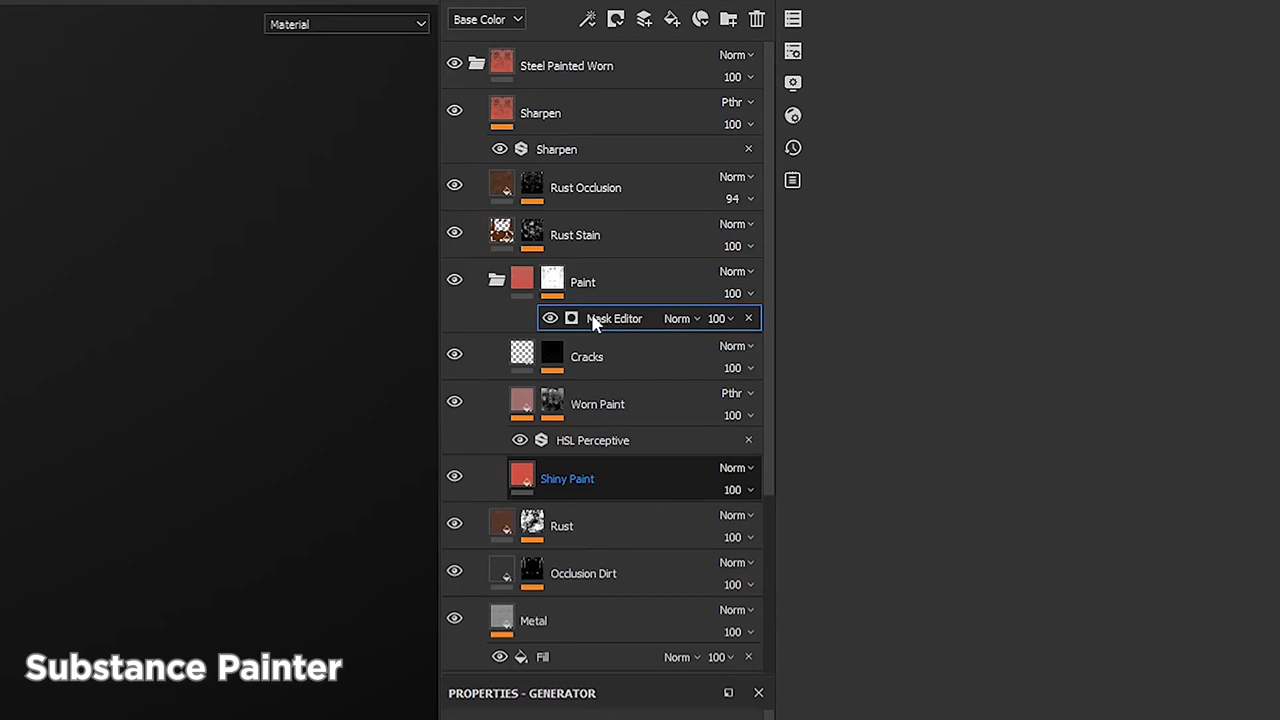 Material
Base Color
Norm
Steel Painted Worn
100
Pthr
Sharpen
100
Sharpen
Norm
Rust Occlusion
94
Norm
Rust Stain
100
Norm
Paint
100
Mask Editor Norm 100
Norm
Cracks
100
Pthr
Worn Paint
100
HSL Perceptive
Norm
Shiny Paint
100
Norm
Rust
100
Norm
Occlusion Dirt
100
Norm
Metal
100
Fill Norm 100
Substance Painter
PROPERTIES - GENERATOR